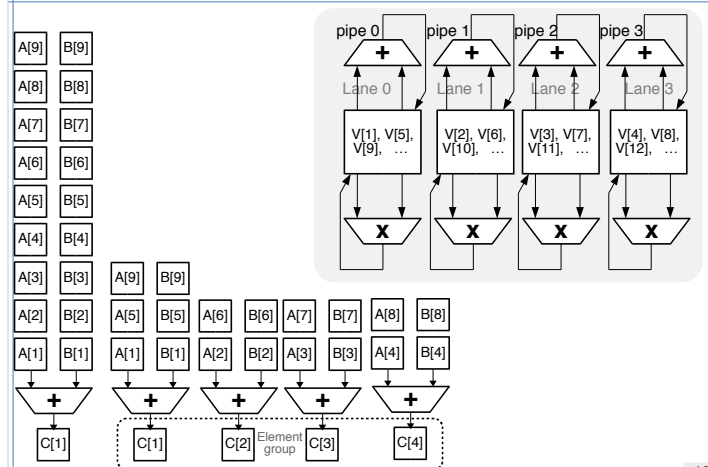 pipe 0 pipe 1 pipe 2 pipe 3
+ + + +
Lane 0 Lane 1 Lane 2 Lane 3
V[1], V[5], V[2], V[6], V[3], V[7], V[4], V[8],
V[9], ... V[10], ... V[11], ... V[12], ...
x x x x
A[9] B[9]
A[8] B[8]
A[7] B[7]
A[6] B[6]
A[5] B[5]
A[4] B[4]
A[3] B[3] A[9] B[9]
A[2] B[2] A[5] B[5] A[6] B[6] A[7] B[7] A[8] B[8]
A[1] B[1] A[1] B[1] A[2] B[2] A[3] B[3] A[4] B[4]
+ + + + +
C[1] C[1] C[2] Element C[3] C[4]
group